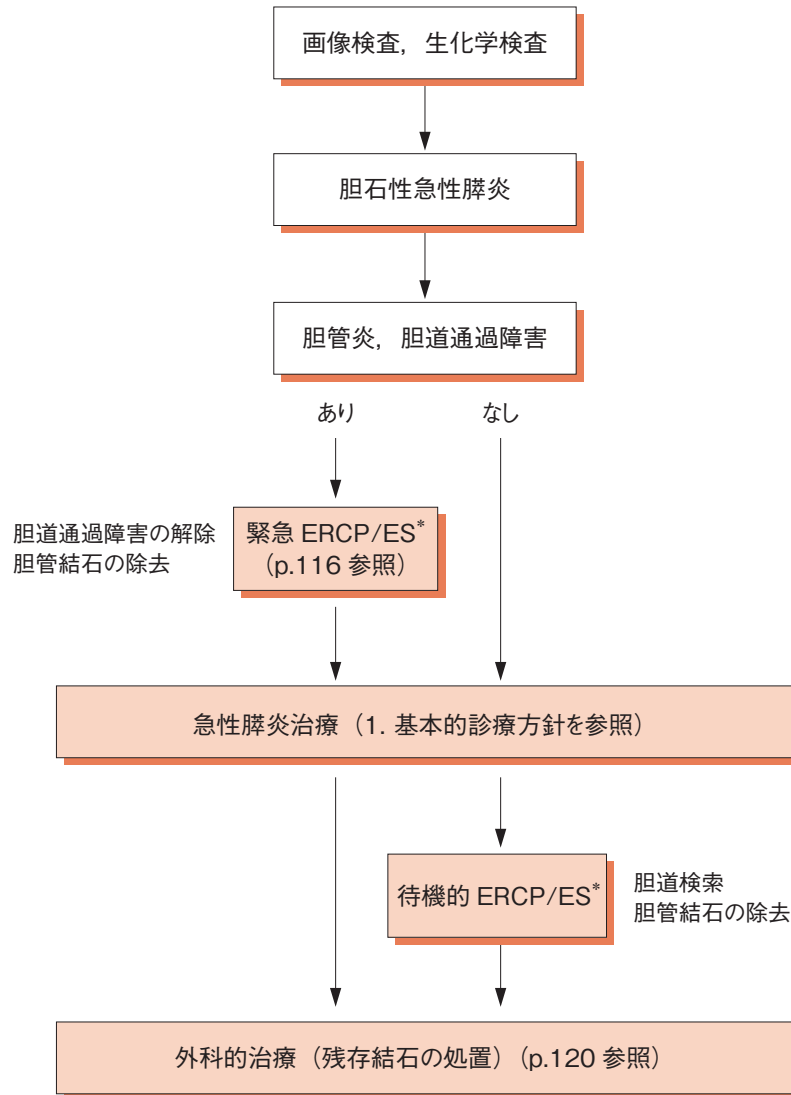 画像検査，生化学検査
胆石性急性膵炎
胆管炎，胆道通過障害
あり
なし
胆道通過障害の解除
胆管結石の除去
緊急 ERCP/ES*
（p.116 参照）
急性膵炎治療（1. 基本的診療方針を参照）
待機的 ERCP/ES*
胆道検索
胆管結石の除去
外科的治療（残存結石の処置）（p.120 参照）